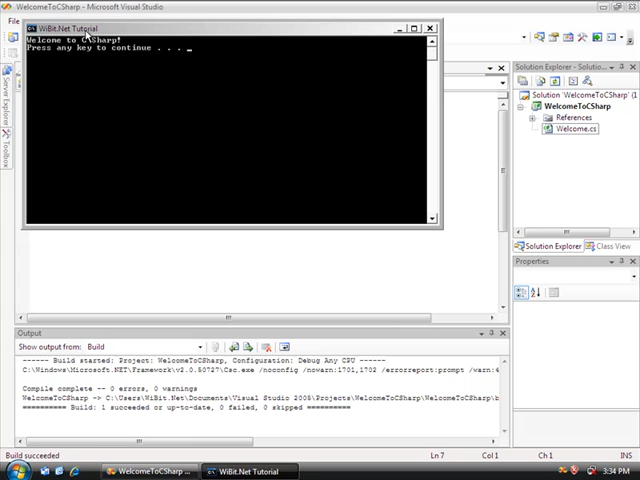 WelcomeToCSharp - Microsoft Visual Studio
File
WiBit.Net Tutorial
Welcome to C\Sharp!
Press any key to continue . . . _
Server Explorer
Toolbox
Solution Explorer - Solution 'WelcomeToCSharp' ...
Solution 'WelcomeToCSharp' (1
WelcomeToCSharp
References
Welcome.cs
Solution Explorer
Class View
Properties
Output
Show output from: Build
------ Build started: Project: WelcomeToCSharp, Configuration: Debug Any CPU ------
C:\Windows\Microsoft.NET\Framework\v2.0.50727\Csc.exe /noconfig /nowarn:1701,1702 /errorreport:prompt /warn:4
Compile complete -- 0 errors, 0 warnings
WelcomeToCSharp -> C:\Users\WiBit.Net\Documents\Visual Studio 2005\Projects\WelcomeToCSharp\WelcomeToCSharp\b
========== Build: 1 succeeded or up-to-date, 0 failed, 0 skipped ==========
Build succeeded
Ln 7
Col 1
Ch 1
INS
WelcomeToCSharp ...
WiBit.Net Tutorial
3:34 PM